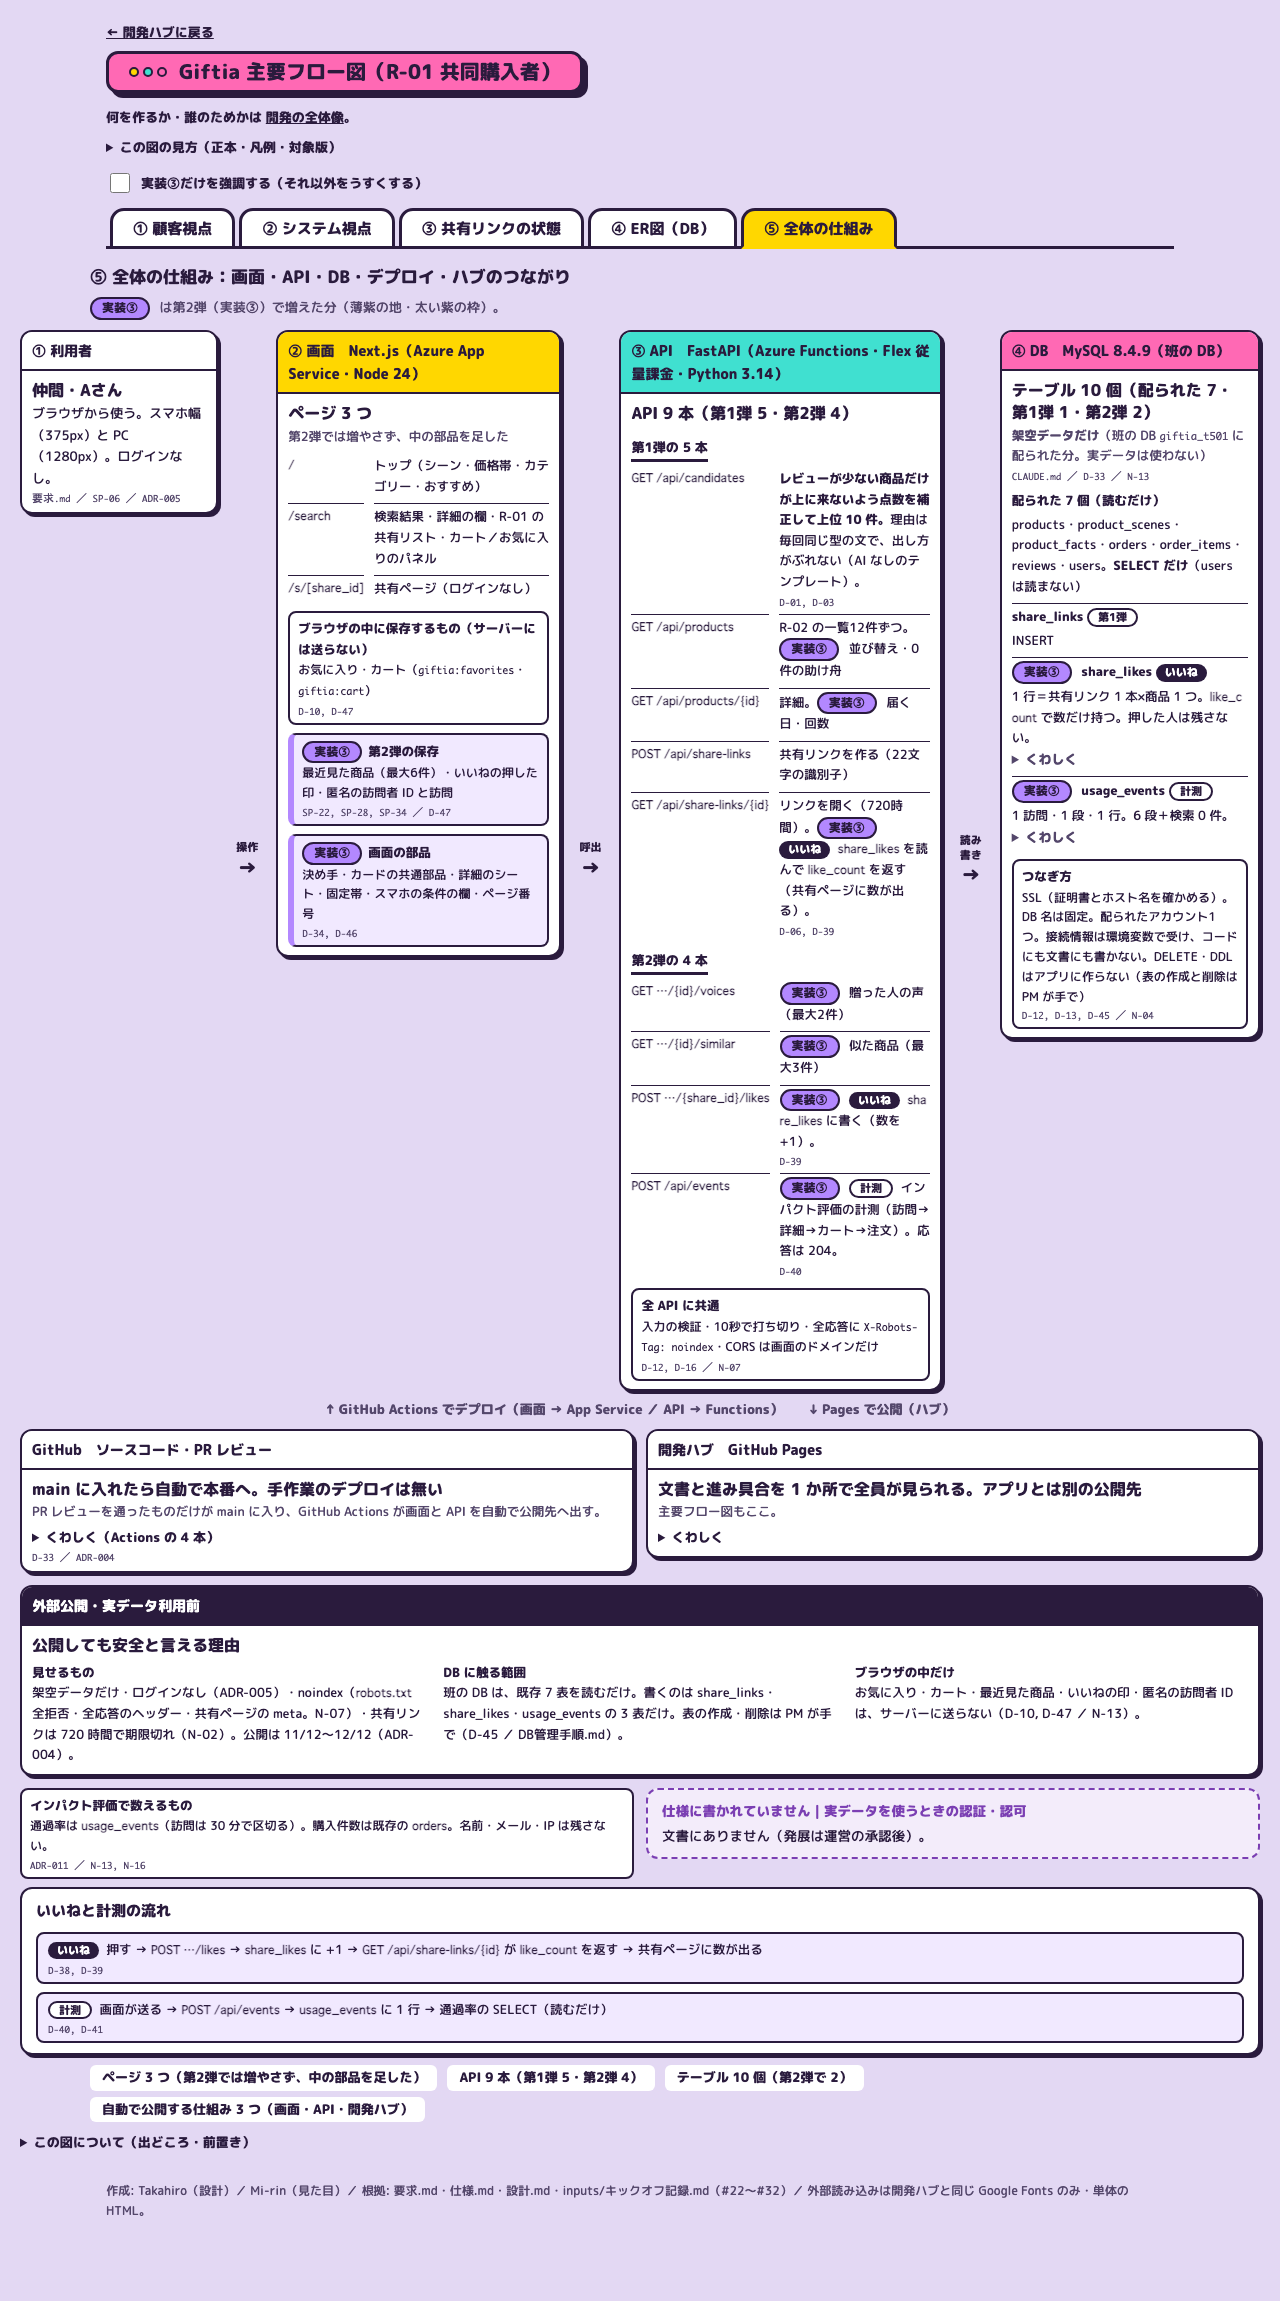 ← 開発ハブに戻る
Giftia 主要フロー図（R-01 共同購入者）
何を作るか・誰のためかは 開発の全体像。
▶ この図の見方（正本・凡例・対象版）
実装③だけを強調する（それ以外をうすくする）
① 顧客視点
② システム視点
③ 共有リンクの状態
④ ER図（DB）
⑤ 全体の仕組み
⑤ 全体の仕組み：画面・API・DB・デプロイ・ハブのつながり
実装③ は第2弾（実装③）で増えた分（薄紫の地・太い紫の枠）。
① 利用者
仲間・Aさん
ブラウザから使う。スマホ幅
（375px）と PC
（1280px）。ログインな
し。
要求.md ／ SP-06 ／ ADR-005
操作
→
② 画面　Next.js（Azure App
Service・Node 24）
ページ 3 つ
第2弾では増やさず、中の部品を足した
/
トップ（シーン・価格帯・カテ
ゴリー・おすすめ）
/search
検索結果・詳細の欄・R-01 の
共有リスト・カート／お気に入
りのパネル
/s/[share_id]
共有ページ（ログインなし）
ブラウザの中に保存するもの（サーバーに
は送らない）
お気に入り・カート（giftia:favorites・
giftia:cart）
D-10, D-47
実装③ 第2弾の保存
最近見た商品（最大6件）・いいねの押した
印・匿名の訪問者 ID と訪問
SP-22, SP-28, SP-34 ／ D-47
実装③ 画面の部品
決め手・カードの共通部品・詳細のシー
ト・固定帯・スマホの条件の欄・ページ番
号
D-34, D-46
呼出
→
③ API　FastAPI（Azure Functions・Flex 従
量課金・Python 3.14）
API 9 本（第1弾 5・第2弾 4）
第1弾の 5 本
GET /api/candidates
レビューが少ない商品だけ
が上に来ないよう点数を補
正して上位 10 件。理由は
毎回同じ型の文で、出し方
がぶれない（AI なしのテ
ンプレート）。
D-01, D-03
GET /api/products
R-02 の一覧12件ずつ。
実装③ 並び替え・0
件の助け舟
GET /api/products/{id}
詳細。 実装③ 届く
日・回数
POST /api/share-links
共有リンクを作る（22文
字の識別子）
GET /api/share-links/{id}
リンクを開く（720時
間）。 実装③
いいね share_likes を読
んで like_count を返す
（共有ページに数が出
る）。
D-06, D-39
第2弾の 4 本
GET …/{id}/voices
実装③ 贈った人の声
（最大2件）
GET …/{id}/similar
実装③ 似た商品（最
大3件）
POST …/{share_id}/likes
実装③ いいね sha
re_likes に書く（数を
+1）。
D-39
POST /api/events
実装③ 計測 イン
パクト評価の計測（訪問→
詳細→カート→注文）。応
答は 204。
D-40
全 API に共通
入力の検証・10秒で打ち切り・全応答に X-Robots-
Tag: noindex・CORS は画面のドメインだけ
D-12, D-16 ／ N-07
読み
書き
→
④ DB　MySQL 8.4.9（班の DB）
テーブル 10 個（配られた 7・
第1弾 1・第2弾 2）
架空データだけ（班の DB giftia_t501 に
配られた分。実データは使わない）
CLAUDE.md ／ D-33 ／ N-13
配られた 7 個（読むだけ）
products・product_scenes・
product_facts・orders・order_items・
reviews・users。SELECT だけ（users
は読まない）
share_links 第1弾
INSERT
実装③ share_likes いいね
1 行＝共有リンク 1 本×商品 1 つ。like_c
ount で数だけ持つ。押した人は残さな
い。
▶ くわしく
実装③ usage_events 計測
1 訪問・1 段・1 行。6 段＋検索 0 件。
▶ くわしく
つなぎ方
SSL（証明書とホスト名を確かめる）。
DB 名は固定。配られたアカウント1
つ。接続情報は環境変数で受け、コード
にも文書にも書かない。DELETE・DDL
はアプリに作らない（表の作成と削除は
PM が手で）
D-12, D-13, D-45 ／ N-04
↑ GitHub Actions でデプロイ（画面 → App Service ／ API → Functions）　　↓ Pages で公開（ハブ）
GitHub　ソースコード・PR レビュー
main に入れたら自動で本番へ。手作業のデプロイは無い
PR レビューを通ったものだけが main に入り、GitHub Actions が画面と API を自動で公開先へ出す。
▶ くわしく（Actions の 4 本）
D-33 ／ ADR-004
開発ハブ　GitHub Pages
文書と進み具合を 1 か所で全員が見られる。アプリとは別の公開先
主要フロー図もここ。
▶ くわしく
外部公開・実データ利用前
公開しても安全と言える理由
見せるもの
架空データだけ・ログインなし（ADR-005）・noindex（robots.txt
全拒否・全応答のヘッダー・共有ページの meta。N-07）・共有リン
クは 720 時間で期限切れ（N-02）。公開は 11/12〜12/12（ADR-
004）。
DB に触る範囲
班の DB は、既存 7 表を読むだけ。書くのは share_links・
share_likes・usage_events の 3 表だけ。表の作成・削除は PM が手
で（D-45 ／ DB管理手順.md）。
ブラウザの中だけ
お気に入り・カート・最近見た商品・いいねの印・匿名の訪問者 ID
は、サーバーに送らない（D-10, D-47 ／ N-13）。
インパクト評価で数えるもの
通過率は usage_events（訪問は 30 分で区切る）。購入件数は既存の orders。名前・メール・IP は残さな
い。
ADR-011 ／ N-13, N-16
仕様に書かれていません｜実データを使うときの認証・認可
文書にありません（発展は運営の承認後）。
いいねと計測の流れ
いいね 押す → POST …/likes → share_likes に +1 → GET /api/share-links/{id} が like_count を返す → 共有ページに数が出る
D-38, D-39
計測 画面が送る → POST /api/events → usage_events に 1 行 → 通過率の SELECT（読むだけ）
D-40, D-41
ページ 3 つ（第2弾では増やさず、中の部品を足した）
API 9 本（第1弾 5・第2弾 4）
テーブル 10 個（第2弾で 2）
自動で公開する仕組み 3 つ（画面・API・開発ハブ）
▶ この図について（出どころ・前置き）
作成: Takahiro（設計）／ Mi-rin（見た目）／ 根拠: 要求.md・仕様.md・設計.md・inputs/キックオフ記録.md（#22〜#32）／ 外部読み込みは開発ハブと同じ Google Fonts のみ・単体の
HTML。